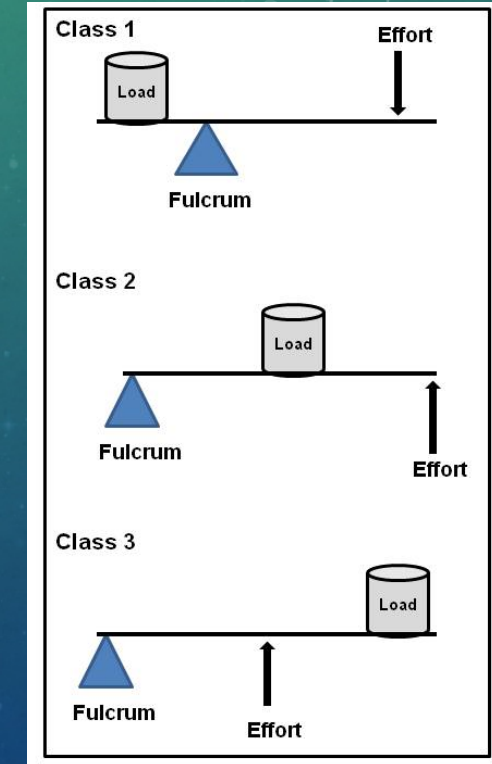 Class 1
Effort
Load
Fulcrum
Class 2
Load
Fulcrum
Effort
Class 3
Load
Fulcrum
Effort